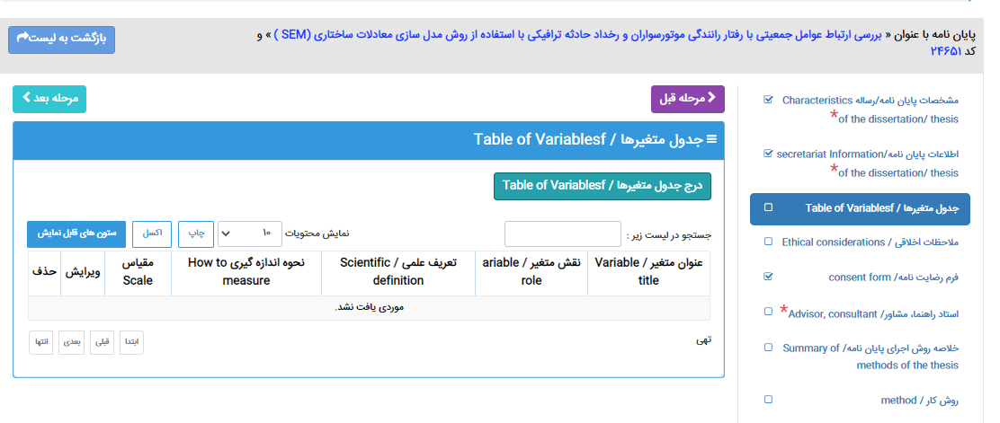 پایان نامه با عنوان « بررسی ارتباط عوامل جمعیتی با رفتار رانندگی موتورسواران و رخداد حادثه ترافیکی با استفاده از روش مدل سازی معادلات ساختاری (SEM ) » و
کد ۲۴۶۵۱
بازگشت به لیست
مشخصات پایان نامه/رساله Characteristics
of the dissertation/ thesis*
اطلاعات پایان نامه/secretariat Information
of the dissertation/ thesis*
جدول متغیرها / Table of Variablesf
ملاحظات اخلاقی / Ethical considerations
فرم رضایت نامه/ consent form
استاد راهنما، مشاور/ Advisor, consultant*
خلاصه روش اجرای پایان نامه/ Summary of
methods of the thesis
روش کار / method
مرحله قبل
مرحله بعد
جدول متغیرها / Table of Variablesf
درج جدول متغیرها / Table of Variablesf
جستجو در لیست زیر :
نمایش محتویات ۱۰
چاپ
اکسل
ستون های قابل نمایش
عنوان متغیر / Variable
title
نقش متغیر / ariable
role
تعریف علمی / Scientific
definition
نحوه اندازه گیری How to
measure
مقیاس
Scale
ویرایش
حذف
موردی یافت نشد.
تهی
ابتدا
قبلی
بعدی
انتها